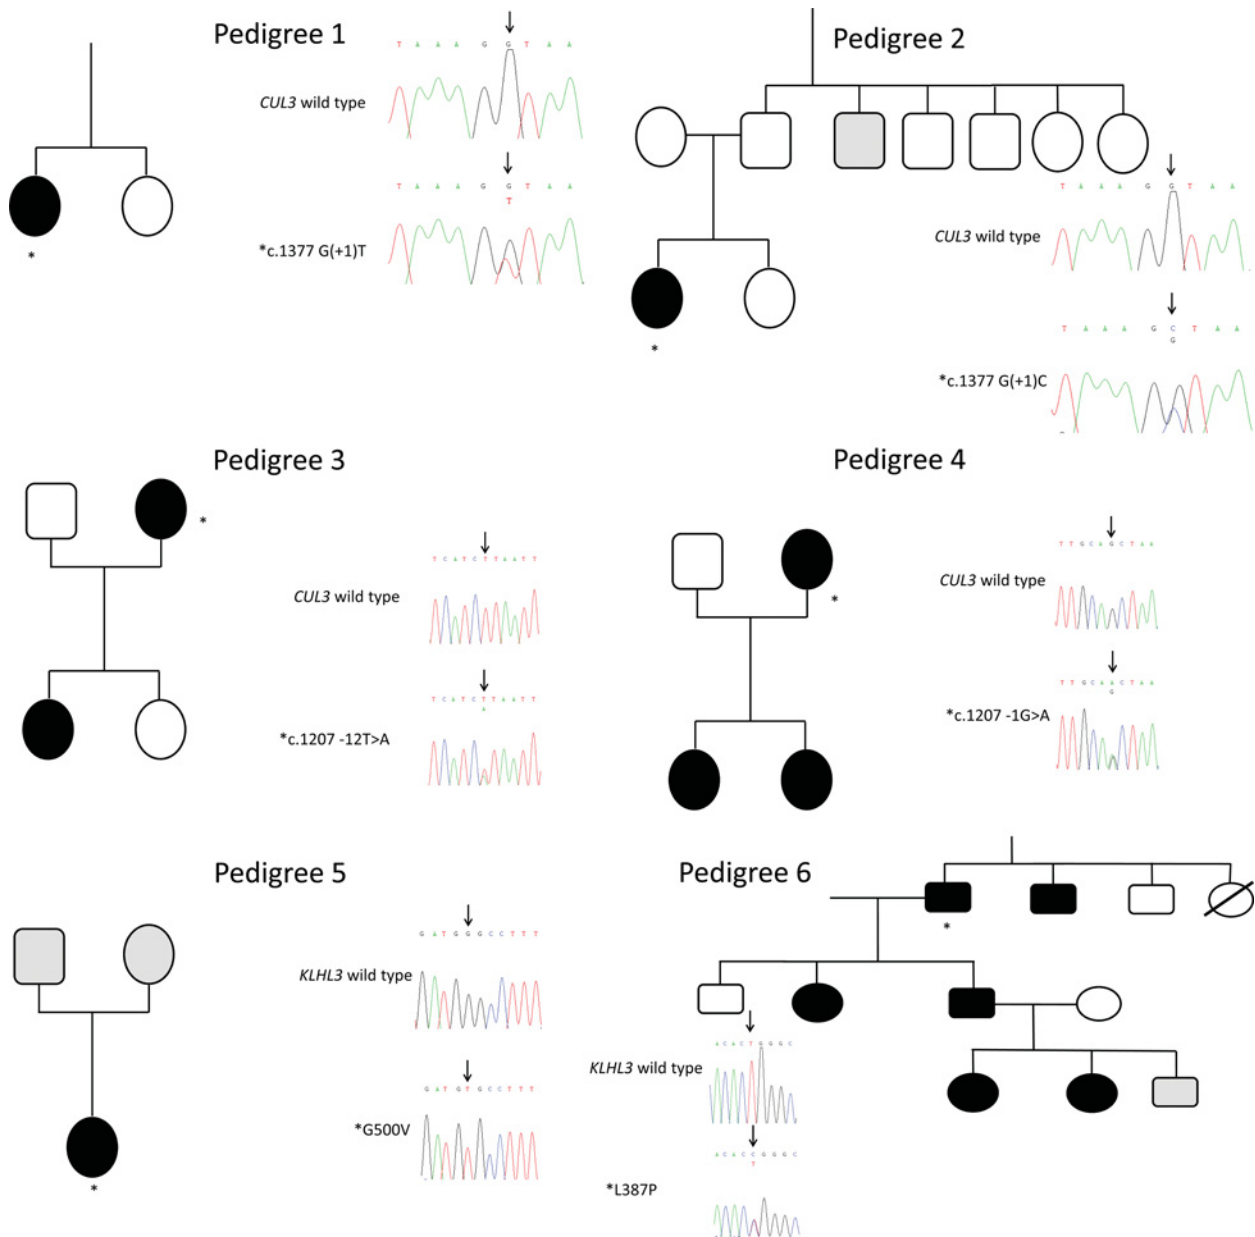 Pedigree 1
T A A A G G T A A
CUL3 wild type
T A A A G G T A A
T
*c.1377 G(+1)T
*
Pedigree 2
T A A A G G T A A
CUL3 wild type
T A A A G C T A A
G
*c.1377 G(+1)C
*
Pedigree 3
*
T C A T C T T A A T T
CUL3 wild type
T C A T C T T A A T T
A
*c.1207 -12T>A
Pedigree 4
*
T T G C A G C T A A
CUL3 wild type
T T G C A A C T A A
G
*c.1207 -1G>A
Pedigree 5
G A T G G G C C T T T
KLHL3 wild type
G A T G T G C C T T T
*G500V
*
Pedigree 6
*
A C A C T G G G C
KLHL3 wild type
A C A C C G G G C
T
*L387P